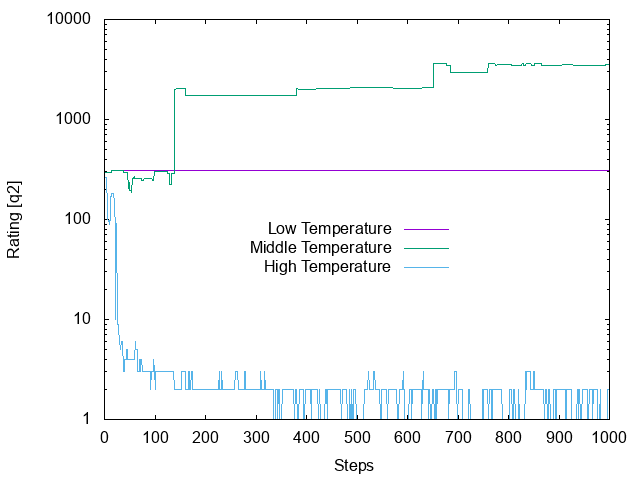 10000
1000
100
10
1
Rating [q2]
Low Temperature
Middle Temperature
High Temperature
0 100 200 300 400 500 600 700 800 900 1000
Steps